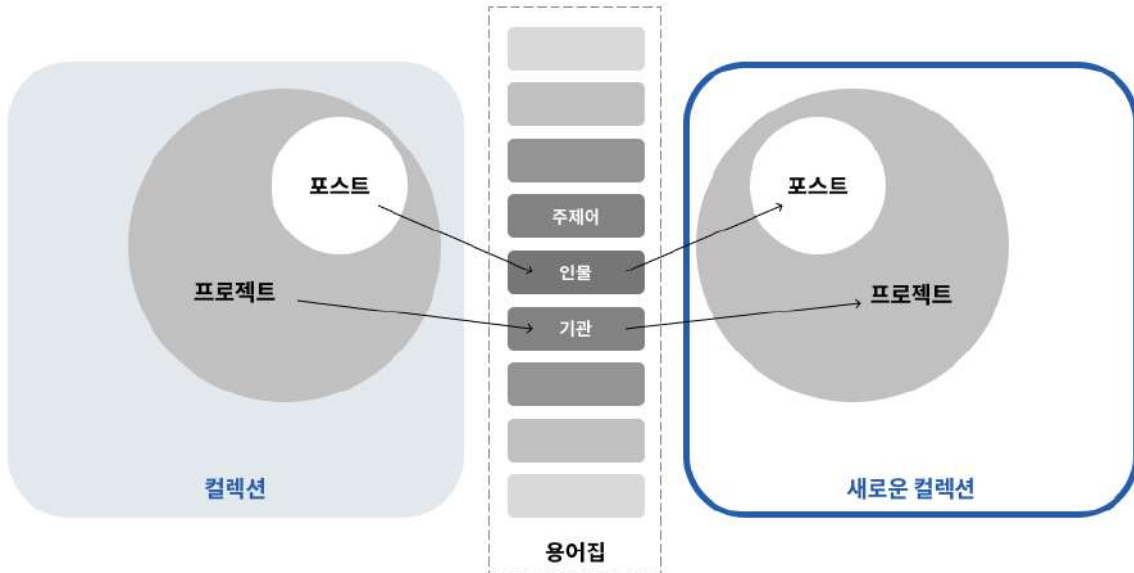 포스트
프로젝트
컬렉션
주제어
인물
기관
용어집
포스트
프로젝트
새로운 컬렉션